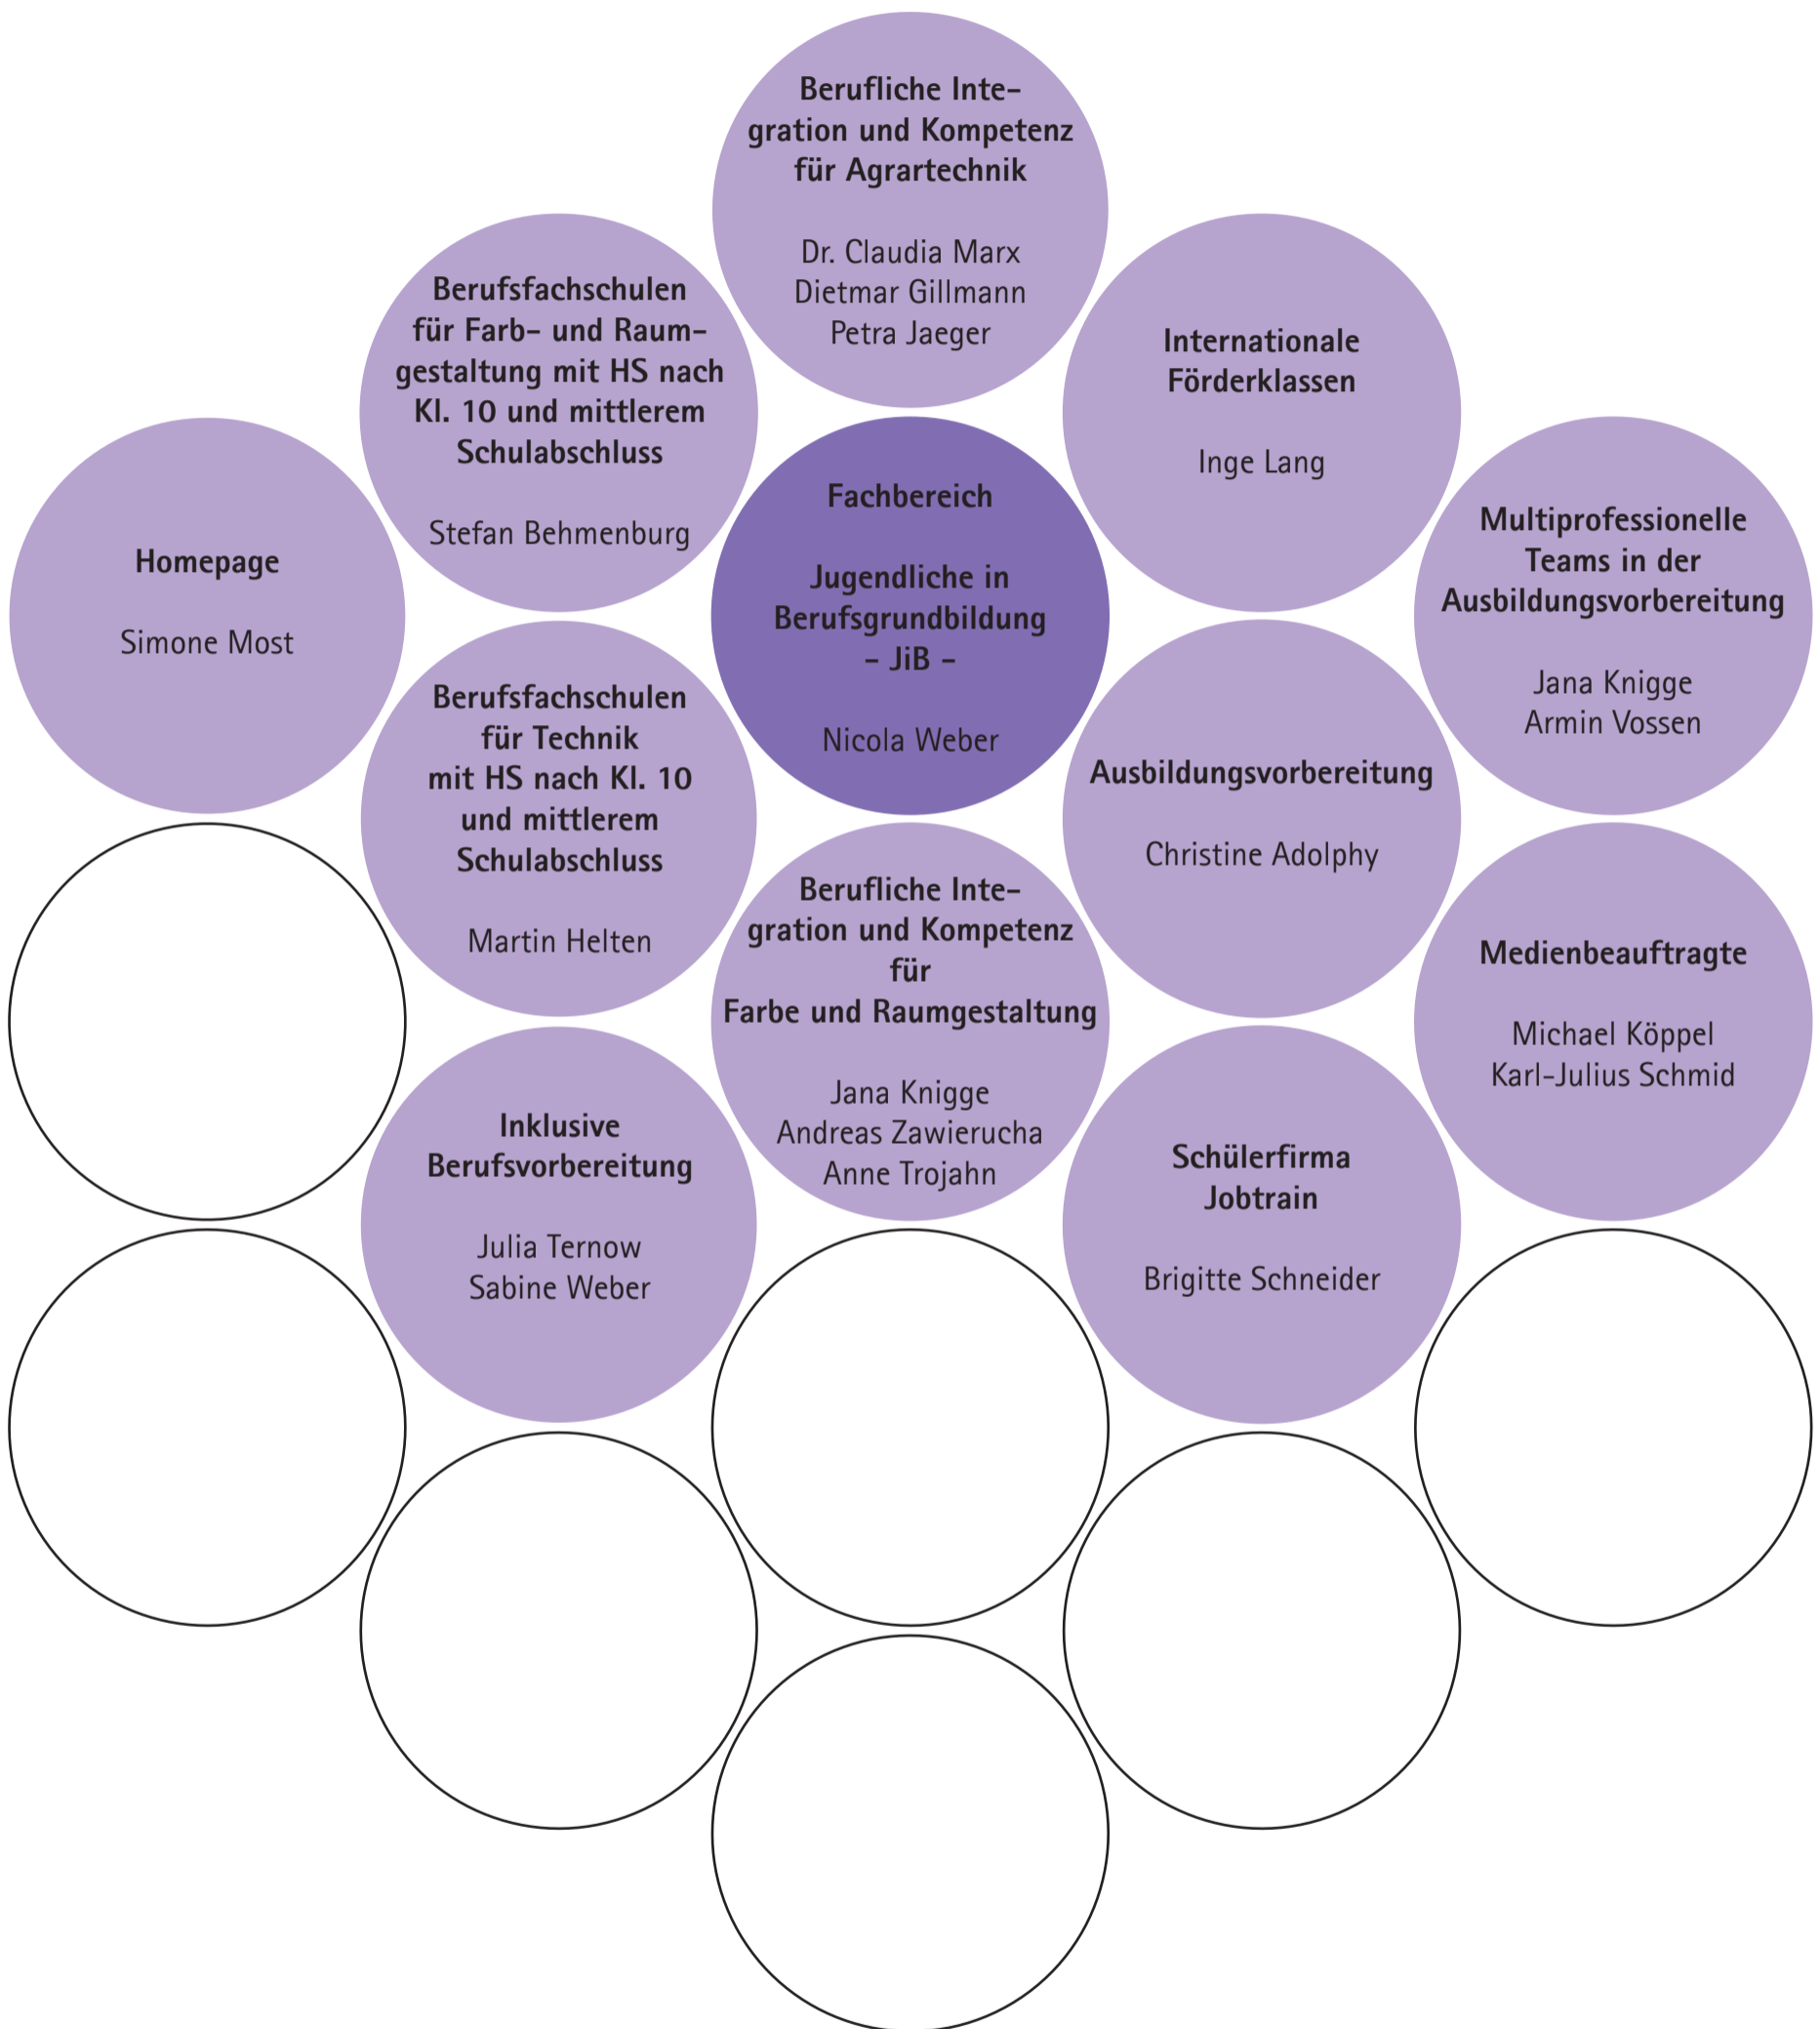 Berufliche Inte-
gration und Kompetenz
für Agrartechnik
Dr. Claudia Marx
Dietmar Gillmann
Petra Jaeger
Berufsfachschulen
für Farb- und Raum-
gestaltung mit HS nach
Kl. 10 und mittlerem
Schulabschluss
Stefan Behmenburg
Internationale
Förderklassen
Inge Lang
Homepage
Simone Most
Fachbereich
Jugendliche in
Berufsgrundbildung
- JiB -
Nicola Weber
Multiprofessionelle
Teams in der
Ausbildungsvorbereitung
Jana Knigge
Armin Vossen
Berufsfachschulen
für Technik
mit HS nach Kl. 10
und mittlerem
Schulabschluss
Martin Helten
Ausbildungsvorbereitung
Christine Adolphy
Berufliche Inte-
gration und Kompetenz
für
Farbe und Raumgestaltung
Jana Knigge
Andreas Zawierucha
Anne Trojahn
Medienbeauftragte
Michael Köppel
Karl-Julius Schmid
Inklusive
Berufsvorbereitung
Julia Ternow
Sabine Weber
Schülerfirma
Jobtrain
Brigitte Schneider